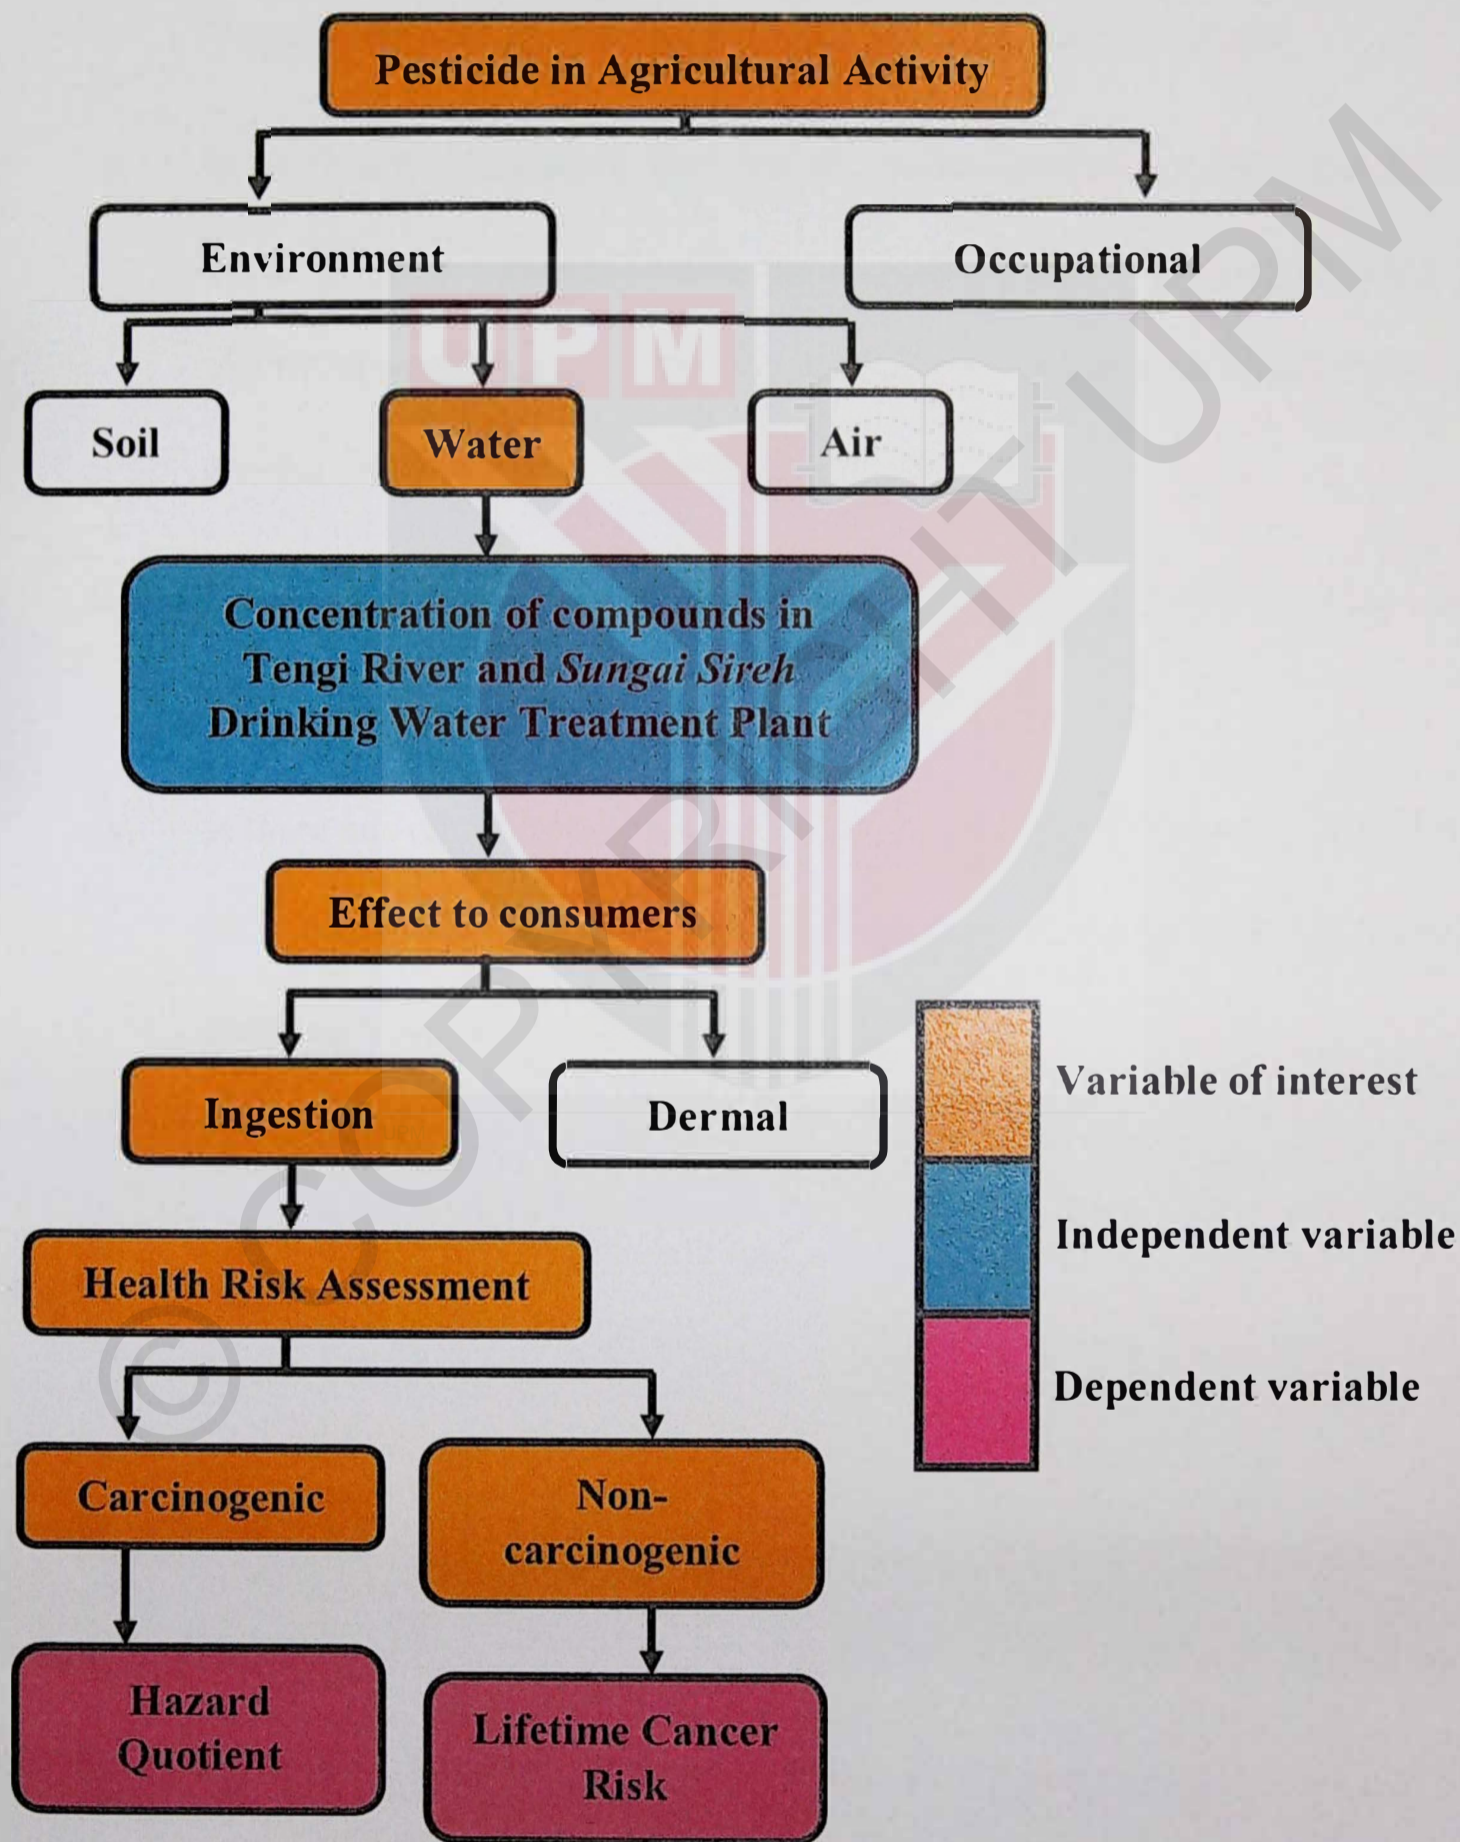 Pesticide in Agricultural Activity
Environment
Occupational
UPM
Soil
Water
Air
Concentration of compounds in
Tengi River and Sungai Sireh
Drinking Water Treatment Plant
Effect to consumers
Ingestion
Dermal
Variable of interest
Independent variable
Dependent variable
Health Risk Assessment
Carcinogenic
Non-
carcinogenic
Hazard
Quotient
Lifetime Cancer
Risk
© COPYRIGHT UPM